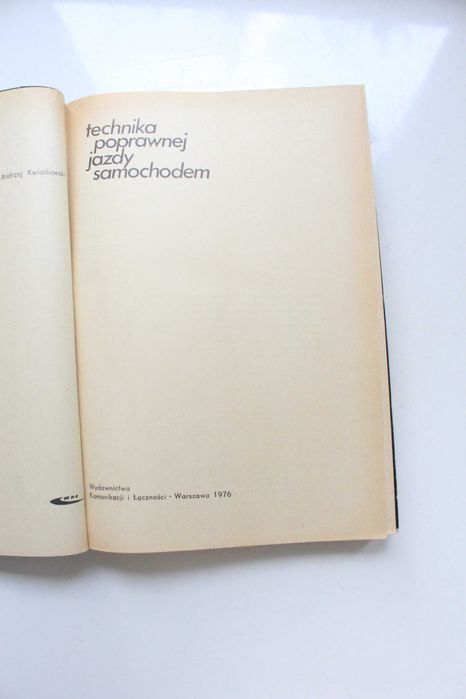 Andrzej Kwiatkowski
technika
poprawnej
jazdy
samochodem
Wydawnictwa
Komunikacji i Łączności · Warszawa 1976